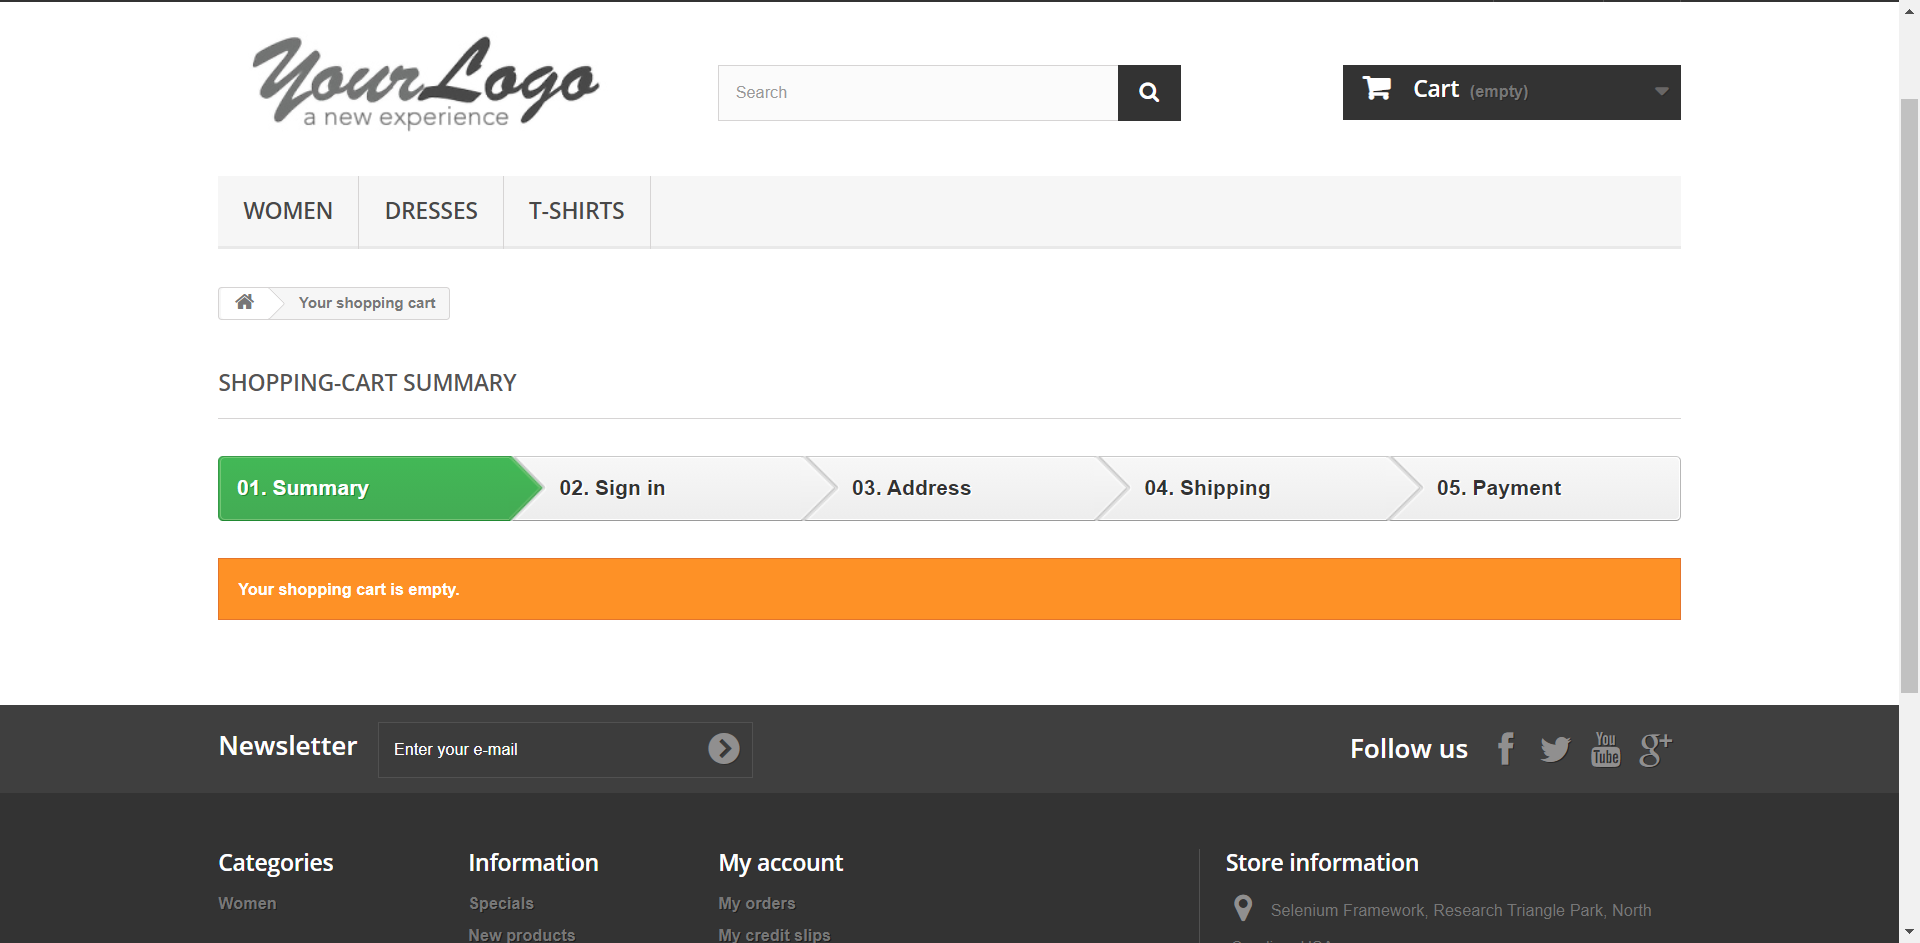 YourLogo
a new experience
Search
Cart (empty)
WOMEN
DRESSES
T-SHIRTS
Your shopping cart
SHOPPING-CART SUMMARY
01. Summary
02. Sign in
03. Address
04. Shipping
05. Payment
Your shopping cart is empty.
Newsletter
Enter your e-mail
Follow us
f
You
Tube
g+
Categories
Women
Information
Specials
New products
My account
My orders
My credit slips
Store information
Selenium Framework, Research Triangle Park, North